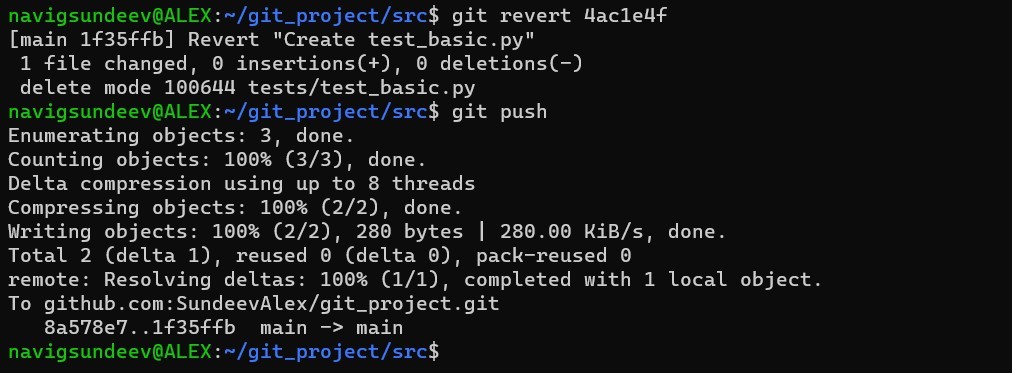 navigsundeev@ALEX:~/git_project/src$ git revert 4ac1e4f
[main 1f35ffb] Revert "Create test_basic.py"
 1 file changed, 0 insertions(+), 0 deletions(-)
 delete mode 100644 tests/test_basic.py
navigsundeev@ALEX:~/git_project/src$ git push
Enumerating objects: 3, done.
Counting objects: 100% (3/3), done.
Delta compression using up to 8 threads
Compressing objects: 100% (2/2), done.
Writing objects: 100% (2/2), 280 bytes | 280.00 KiB/s, done.
Total 2 (delta 1), reused 0 (delta 0), pack-reused 0
remote: Resolving deltas: 100% (1/1), completed with 1 local object.
To github.com:SundeevAlex/git_project.git
   8a578e7..1f35ffb  main -> main
navigsundeev@ALEX:~/git_project/src$